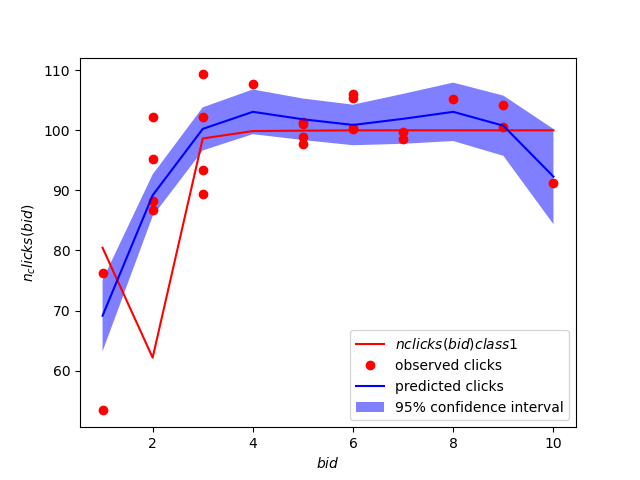 110
100
90
80
70
60
n_clicks(bid)
2
4
6
8
10
bid
nclicks(bid)class1
observed clicks
predicted clicks
95% confidence interval